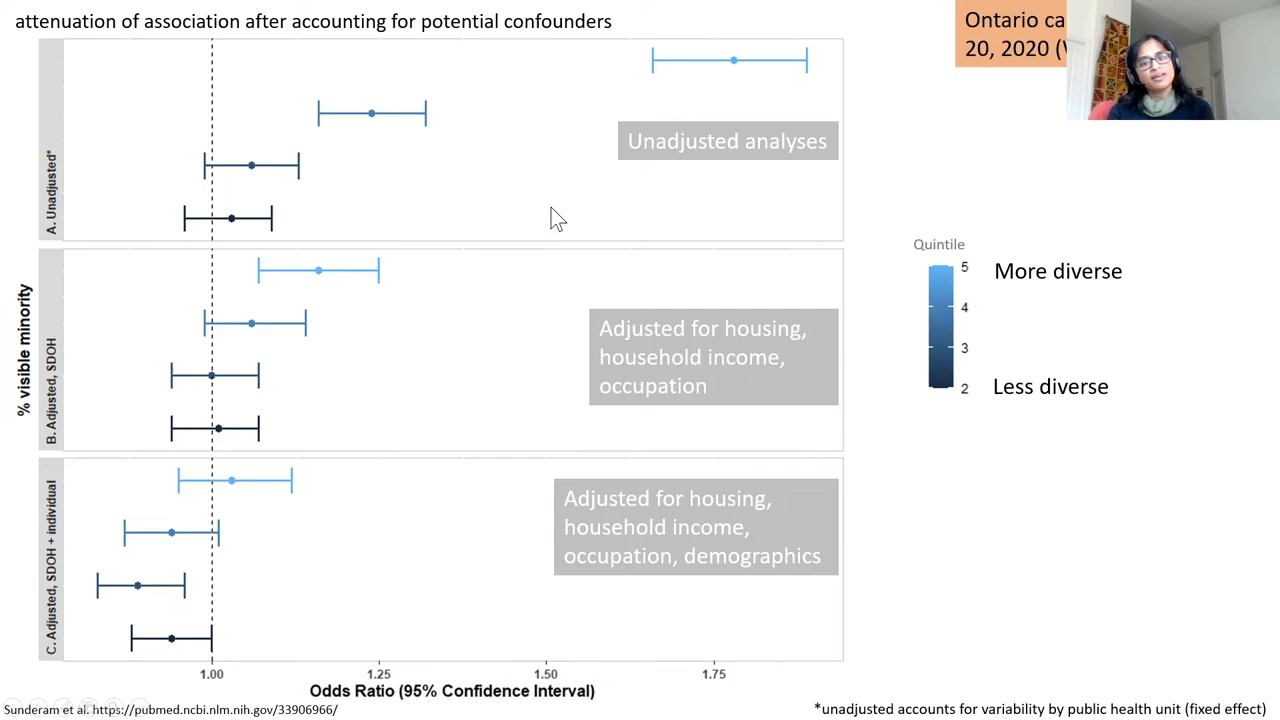 attenuation of association after accounting for potential confounders
Ontario ca
20, 2020 (
A. Unadjusted*
Unadjusted analyses
% visible minority
B. Adjusted, SDOH
Adjusted for housing,
household income,
occupation
C. Adjusted, SDOH + individual
Adjusted for housing,
household income,
occupation, demographics
1.00 1.25 1.50 1.75
Odds Ratio (95% Confidence Interval)
Quintile
5 More diverse
4
3
2 Less diverse
Sunderam et al. https://pubmed.ncbi.nlm.nih.gov/33906966/
*unadjusted accounts for variability by public health unit (fixed effect)